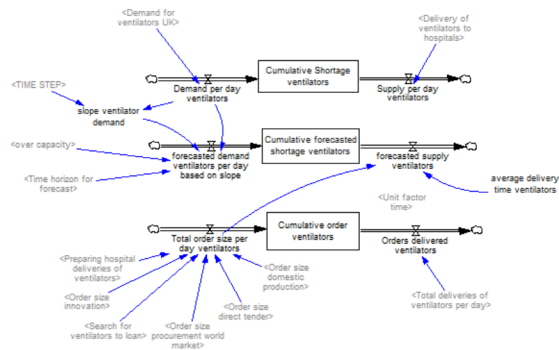 <Demand for
ventilators UK>
<Delivery of
ventilators to
hospitals>
Cumulative Shortage
ventilators
Demand per day
ventilators
Supply per day
ventilators
<TIME STEP>
slope ventilator
demand
<over capacity>
Cumulative forecasted
shortage ventilators
forecasted demand
ventilators per day
based on slope
forecasted supply
ventilators
<Time horizon for
forecast>
average delivery
time ventilators
<Unit factor
time>
Cumulative order
ventilators
Total order size per
day ventilators
Orders delivered
ventilators
<Preparing hospital
deliveries of
ventilators>
<Order size
domestic
production>
<Order size
innovation>
<Order size
direct tender>
<Total deliveries of
ventilators per day>
<Search for
ventilators to loan>
<Order size
procurement world
market>